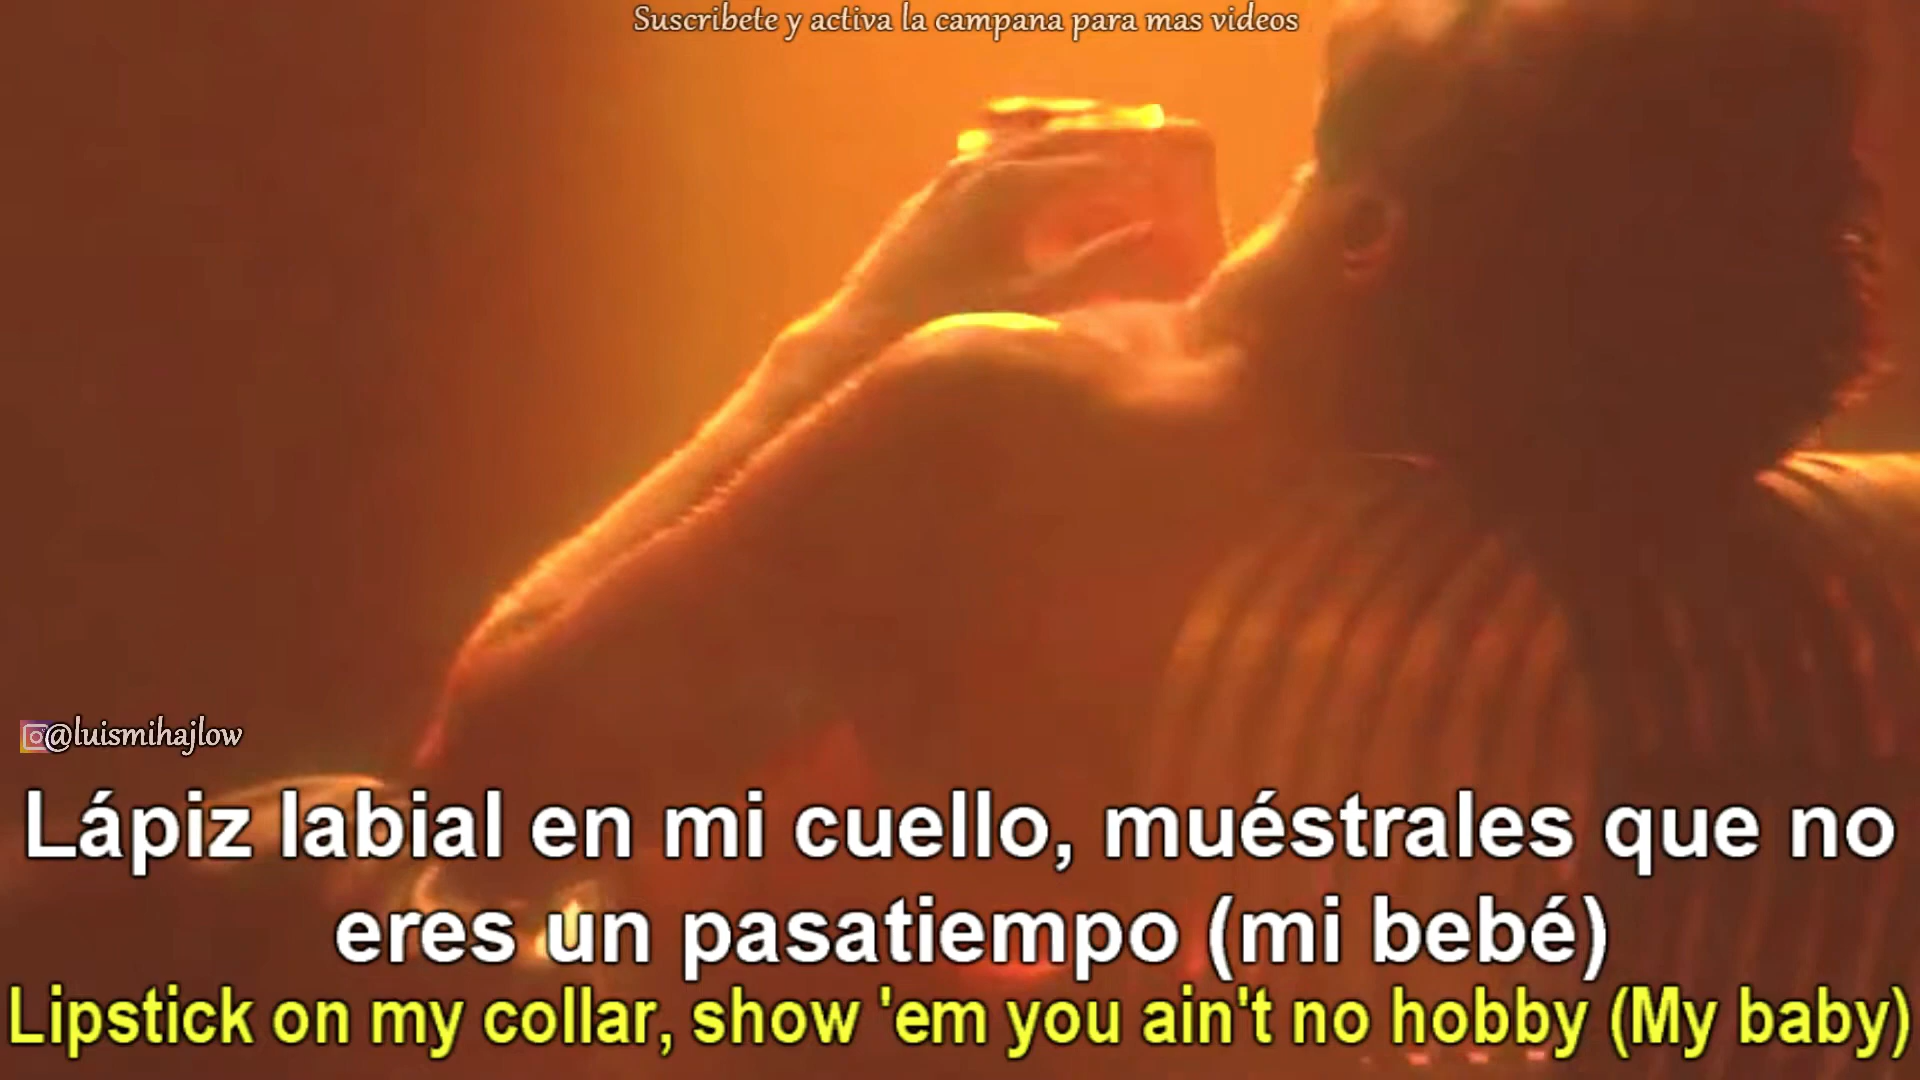 Suscribete y activa la campana para mas videos
@luismihajlow
Lápiz labial en mi cuello, muéstrales que no
eres un pasatiempo (mi bebé)
Lipstick on my collar, show 'em you ain't no hobby (My baby)